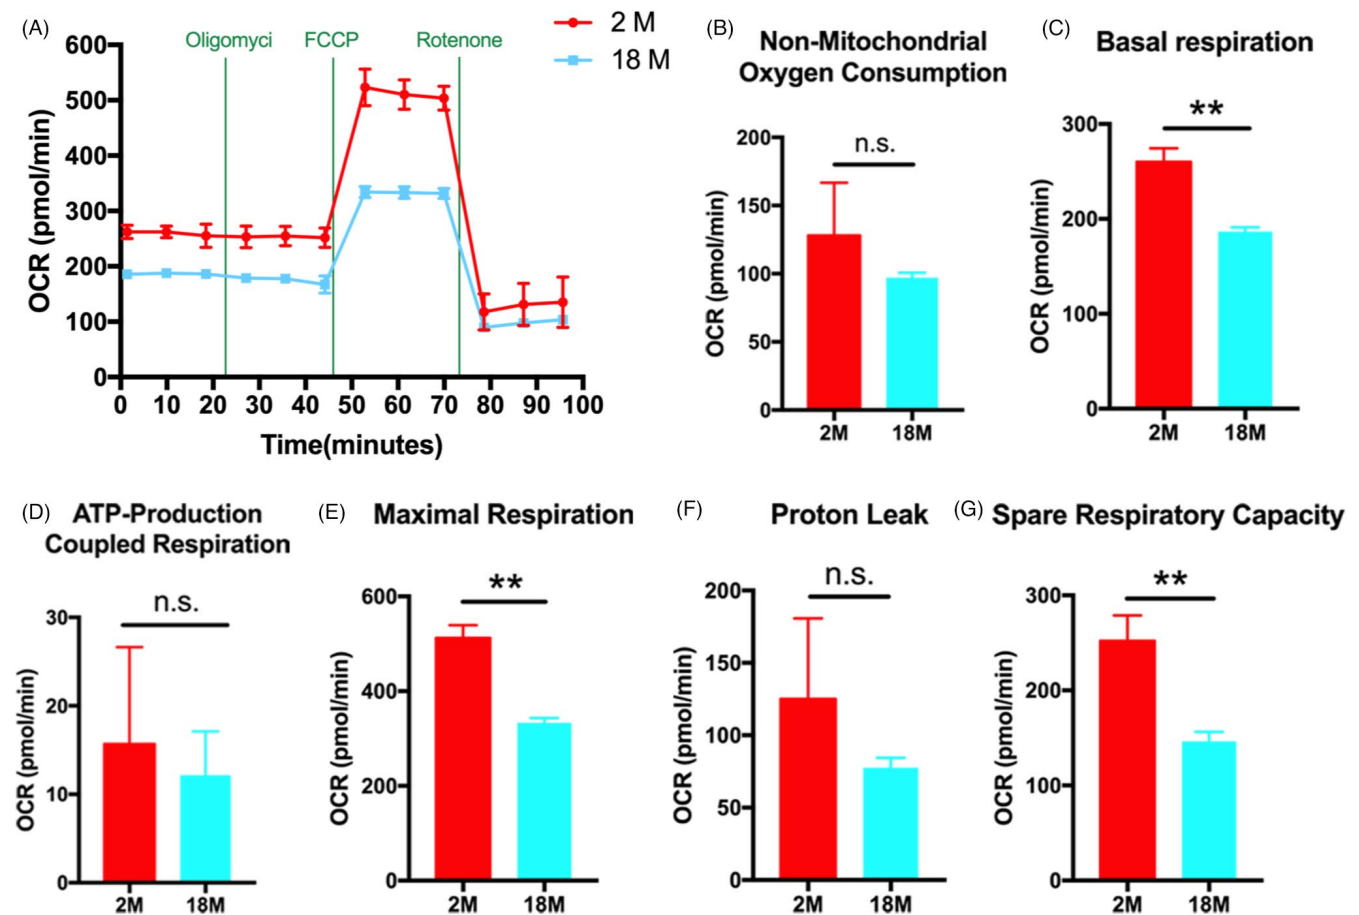 (A)
Oligomyci FCCP Rotenone
2 M
18 M
600
500
400
300
200
100
0
OCR (pmol/min)
0 10 20 30 40 50 60 70 80 90 100
Time(minutes)
(B)
Non-Mitochondrial
Oxygen Consumption
n.s.
200
150
100
50
0
OCR (pmol/min)
2M 18M
(C)
Basal respiration
**
300
200
100
0
OCR (pmol/min)
2M 18M
(D)
ATP-Production
Coupled Respiration
n.s.
30
20
10
0
OCR (pmol/min)
2M 18M
(E)
Maximal Respiration
**
600
400
200
0
OCR (pmol/min)
2M 18M
(F)
Proton Leak
n.s.
200
150
100
50
0
OCR (pmol/min)
2M 18M
(G)
Spare Respiratory Capacity
**
300
200
100
0
OCR (pmol/min)
2M 18M